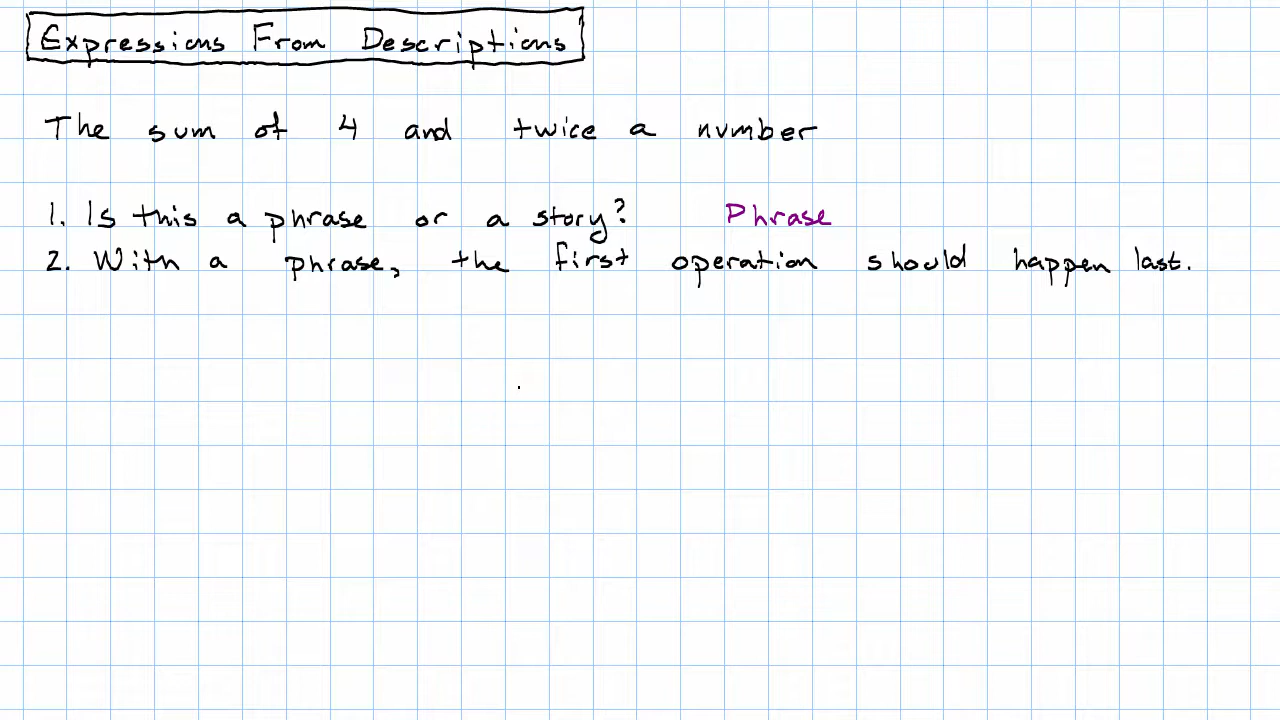 Expressions From Descriptions
The sum of 4 and twice a number
1. Is this a phrase or a story? Phrase
2. With a phrase, the first operation should happen last.